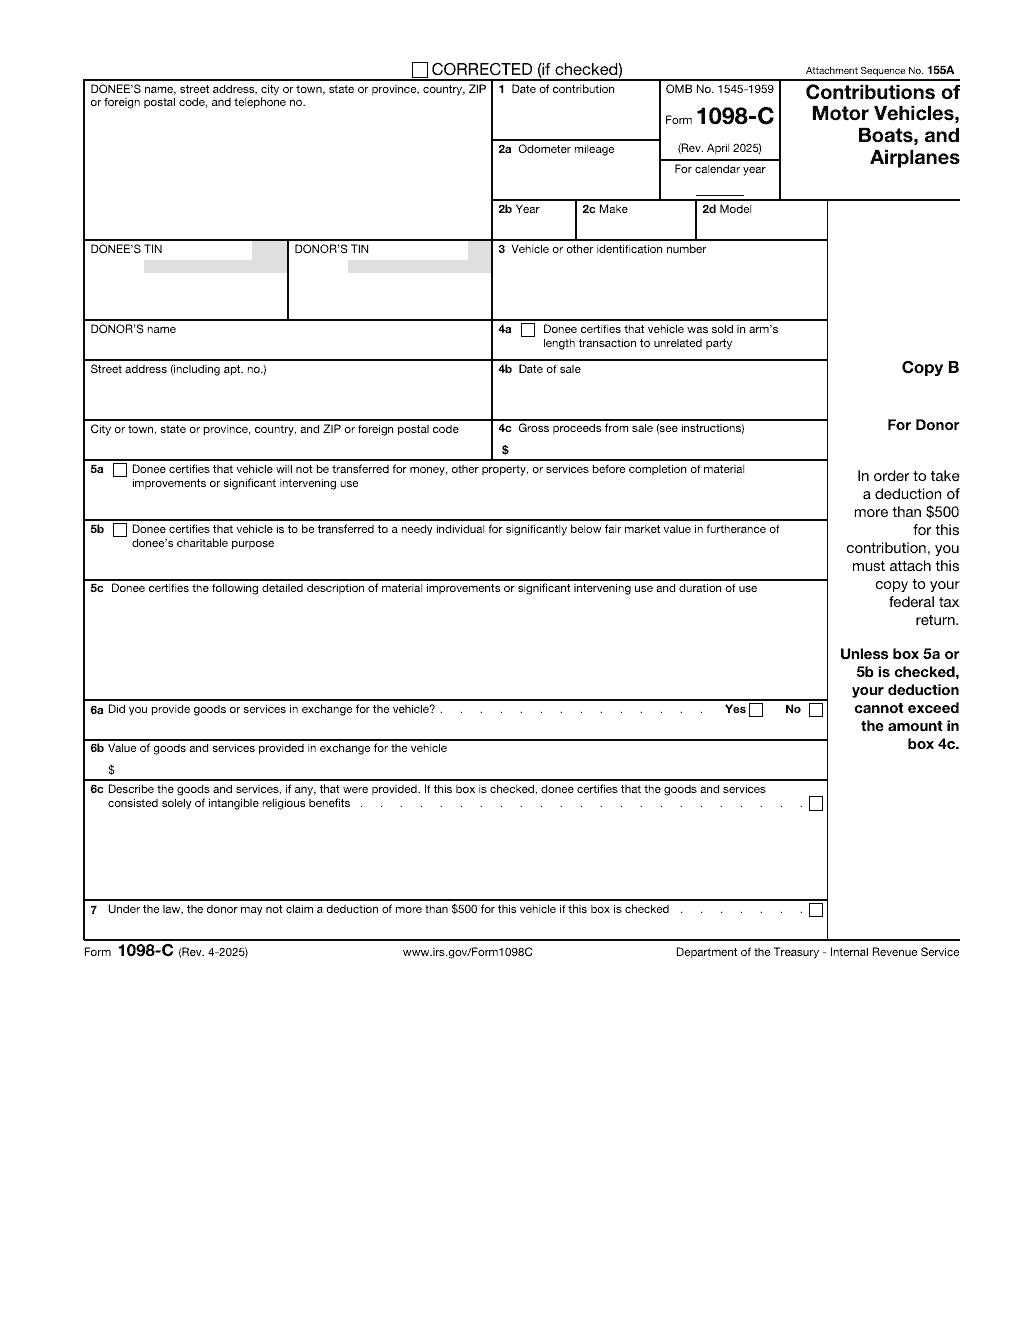 CORRECTED (if checked)
Attachment Sequence No. 155A
DONEE'S name, street address, city or town, state or province, country, ZIP
or foreign postal code, and telephone no.
1 Date of contribution
2a Odometer mileage
OMB No. 1545-1959
Form 1098-C
(Rev. April 2025)
For calendar year
Contributions of
Motor Vehicles,
Boats, and
Airplanes
2b Year
2c Make
2d Model
DONEE'S TIN
DONOR'S TIN
3 Vehicle or other identification number
DONOR'S name
4a Donee certifies that vehicle was sold in arm's
length transaction to unrelated party
Street address (including apt. no.)
4b Date of sale
City or town, state or province, country, and ZIP or foreign postal code
4c Gross proceeds from sale (see instructions)
$
5a Donee certifies that vehicle will not be transferred for money, other property, or services before completion of material
improvements or significant intervening use
5b Donee certifies that vehicle is to be transferred to a needy individual for significantly below fair market value in furtherance of
donee's charitable purpose
5c Donee certifies the following detailed description of material improvements or significant intervening use and duration of use
6a Did you provide goods or services in exchange for the vehicle? . . . . . . . . . . . . . . Yes No
6b Value of goods and services provided in exchange for the vehicle
$
6c Describe the goods and services, if any, that were provided. If this box is checked, donee certifies that the goods and services
consisted solely of intangible religious benefits . . . . . . . . . . . . . . . . . . . . . . .
7 Under the law, the donor may not claim a deduction of more than $500 for this vehicle if this box is checked . . . . . . .
Copy B
For Donor
In order to take
a deduction of
more than $500
for this
contribution, you
must attach this
copy to your
federal tax
return.
Unless box 5a or
5b is checked,
your deduction
cannot exceed
the amount in
box 4c.
Form 1098-C (Rev. 4-2025)
www.irs.gov/Form1098C
Department of the Treasury - Internal Revenue Service